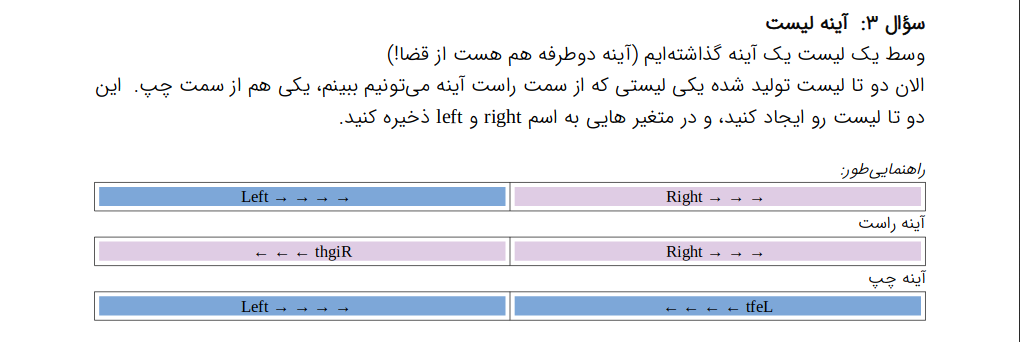 سؤال ۳: آینه لیست
وسط یک لیست یک آینه گذاشته‌ایم (آینه دوطرفه هم هست از قضا!)
الان دو تا لیست تولید شده یکی لیستی که از سمت راست آینه می‌تونیم ببینم، یکی هم از سمت چپ. این
دو تا لیست رو ایجاد کنید، و در متغیر هایی به اسم right و left ذخیره کنید.
راهنمایی‌طور:
Left → → → → Right → → →
آینه راست
← ← ← thgiR Right → → →
آینه چپ
Left → → → → ← ← ← ← tfeL